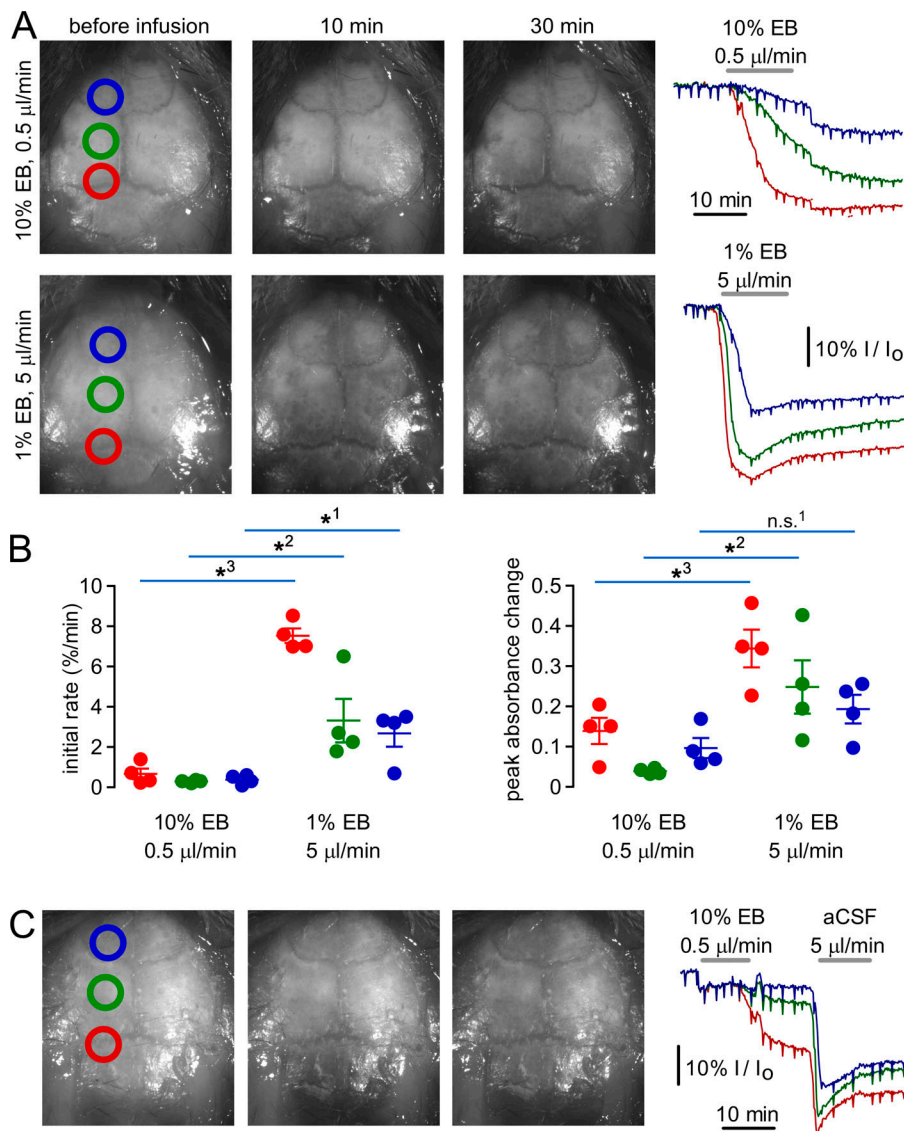 A
before infusion
10 min
30 min
10% EB, 0.5 μl/min
10% EB
0.5 μl/min
10 min
1% EB, 5 μl/min
1% EB
5 μl/min
10% I / Io
B
*1
*2
*3
initial rate (%/min)
10
8
6
4
2
0
10% EB
0.5 μl/min
1% EB
5 μl/min
n.s.1
*2
*3
peak absorbance change
0.5
0.4
0.3
0.2
0.1
0
10% EB
0.5 μl/min
1% EB
5 μl/min
C
10% EB
0.5 μl/min
aCSF
5 μl/min
10% I / Io
10 min